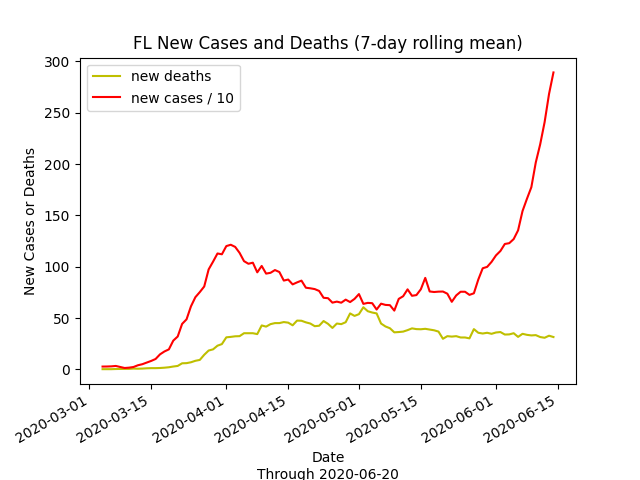 FL New Cases and Deaths (7-day rolling mean)
new deaths
new cases / 10
300
250
200
150
100
50
0
New Cases or Deaths
2020-03-01
2020-03-15
2020-04-01
2020-04-15
2020-05-01
2020-05-15
2020-06-01
2020-06-15
Date
Through 2020-06-20